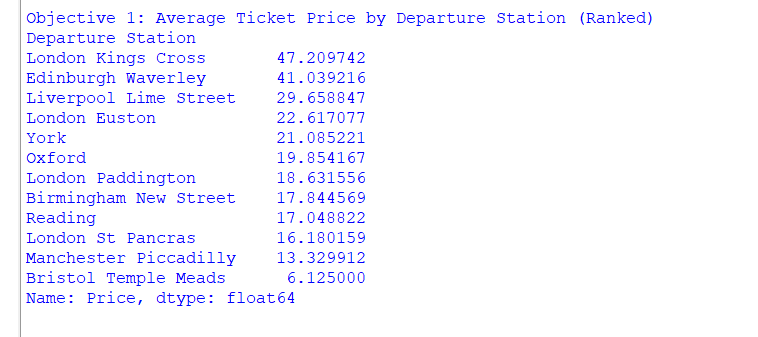 Objective 1: Average Ticket Price by Departure Station (Ranked)
Departure Station
London Kings Cross       47.209742
Edinburgh Waverley       41.039216
Liverpool Lime Street    29.658847
London Euston            22.617077
York                     21.085221
Oxford                   19.854167
London Paddington        18.631556
Birmingham New Street    17.844569
Reading                  17.048822
London St Pancras        16.180159
Manchester Piccadilly    13.329912
Bristol Temple Meads      6.125000
Name: Price, dtype: float64